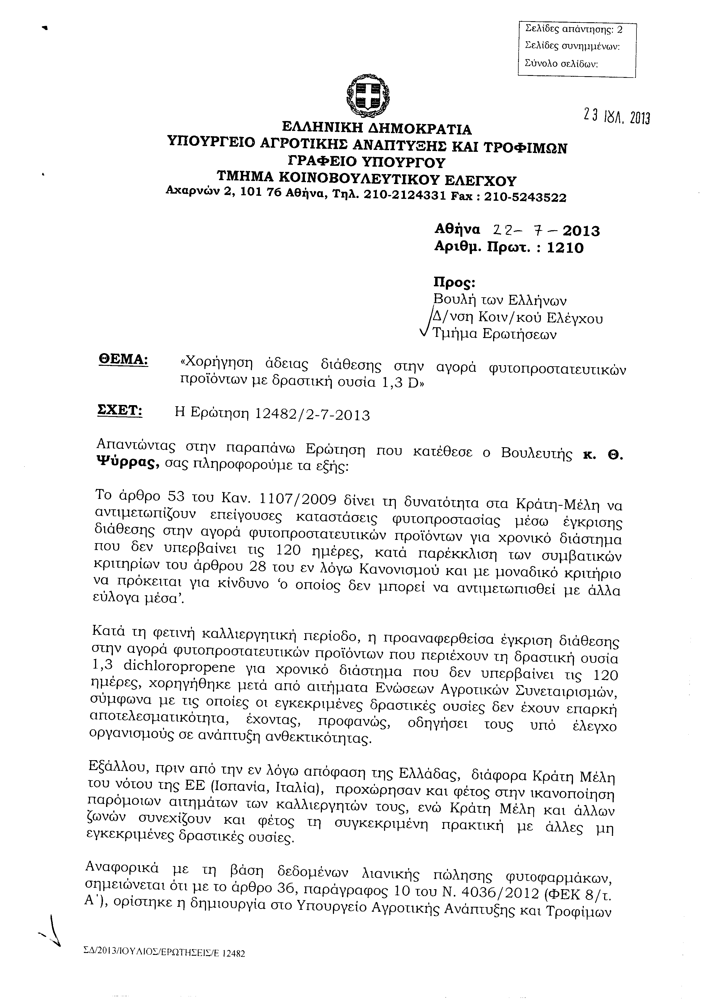 Σελίδες απάντησης: 2
Σελίδες συνημμένων:
Σύνολο σελίδων:
23 ΙΟΥΛ. 2013
ΕΛΛΗΝΙΚΗ ΔΗΜΟΚΡΑΤΙΑ
ΥΠΟΥΡΓΕΙΟ ΑΓΡΟΤΙΚΗΣ ΑΝΑΠΤΥΞΗΣ ΚΑΙ ΤΡΟΦΙΜΩΝ
ΓΡΑΦΕΙΟ ΥΠΟΥΡΓΟΥ
ΤΜΗΜΑ ΚΟΙΝΟΒΟΥΛΕΥΤΙΚΟΥ ΕΛΕΓΧΟΥ
Αχαρνών 2, 101 76 Αθήνα, Τηλ. 210-2124331 Fax : 210-5243522
Αθήνα 22- 7 - 2013
Αριθμ. Πρωτ. : 1210
Προς:
Βουλή των Ελλήνων
Δ/νση Κοιν/κού Ελέγχου
Τμήμα Ερωτήσεων
ΘΕΜΑ: «Χορήγηση άδειας διάθεσης στην αγορά φυτοπροστατευτικών
προϊόντων με δραστική ουσία 1,3 D»
ΣΧΕΤ: Η Ερώτηση 12482/2-7-2013
Απαντώντας στην παραπάνω Ερώτηση που κατέθεσε ο Βουλευτής κ. Θ.
Ψύρρας, σας πληροφορούμε τα εξής:
Το άρθρο 53 του Καν. 1107/2009 δίνει τη δυνατότητα στα Κράτη-Μέλη να
αντιμετωπίζουν επείγουσες καταστάσεις φυτοπροστασίας μέσω έγκρισης
διάθεσης στην αγορά φυτοπροστατευτικών προϊόντων για χρονικό διάστημα
που δεν υπερβαίνει τις 120 ημέρες, κατά παρέκκλιση των συμβατικών
κριτηρίων του άρθρου 28 του εν λόγω Κανονισμού και με μοναδικό κριτήριο
να πρόκειται για κίνδυνο ‘ο οποίος δεν μπορεί να αντιμετωπισθεί με άλλα
εύλογα μέσα’.
Κατά τη φετινή καλλιεργητική περίοδο, η προαναφερθείσα έγκριση διάθεσης
στην αγορά φυτοπροστατευτικών προϊόντων που περιέχουν τη δραστική ουσία
1,3 dichloropropene για χρονικό διάστημα που δεν υπερβαίνει τις 120
ημέρες, χορηγήθηκε μετά από αιτήματα Ενώσεων Αγροτικών Συνεταιρισμών,
σύμφωνα με τις οποίες οι εγκεκριμένες δραστικές ουσίες δεν έχουν επαρκή
αποτελεσματικότητα, έχοντας, προφανώς, οδηγήσει τους υπό έλεγχο
οργανισμούς σε ανάπτυξη ανθεκτικότητας.
Εξάλλου, πριν από την εν λόγω απόφαση της Ελλάδας, διάφορα Κράτη Μέλη
του νότου της ΕΕ (Ισπανία, Ιταλία), προχώρησαν και φέτος στην ικανοποίηση
παρόμοιων αιτημάτων των καλλιεργητών τους, ενώ Κράτη Μέλη και άλλων
ζωνών συνεχίζουν και φέτος τη συγκεκριμένη πρακτική με άλλες μη
εγκεκριμένες δραστικές ουσίες.
Αναφορικά με τη βάση δεδομένων λιανικής πώλησης φυτοφαρμάκων,
σημειώνεται ότι με το άρθρο 36, παράγραφος 10 του Ν. 4036/2012 (ΦΕΚ 8/τ.
Α΄), ορίστηκε η δημιουργία στο Υπουργείο Αγροτικής Ανάπτυξης και Τροφίμων
ΣΔ/2013/ΙΟΥΛΙΟΣ/ΕΡΩΤΗΣΕΙΣ/Ε 12482